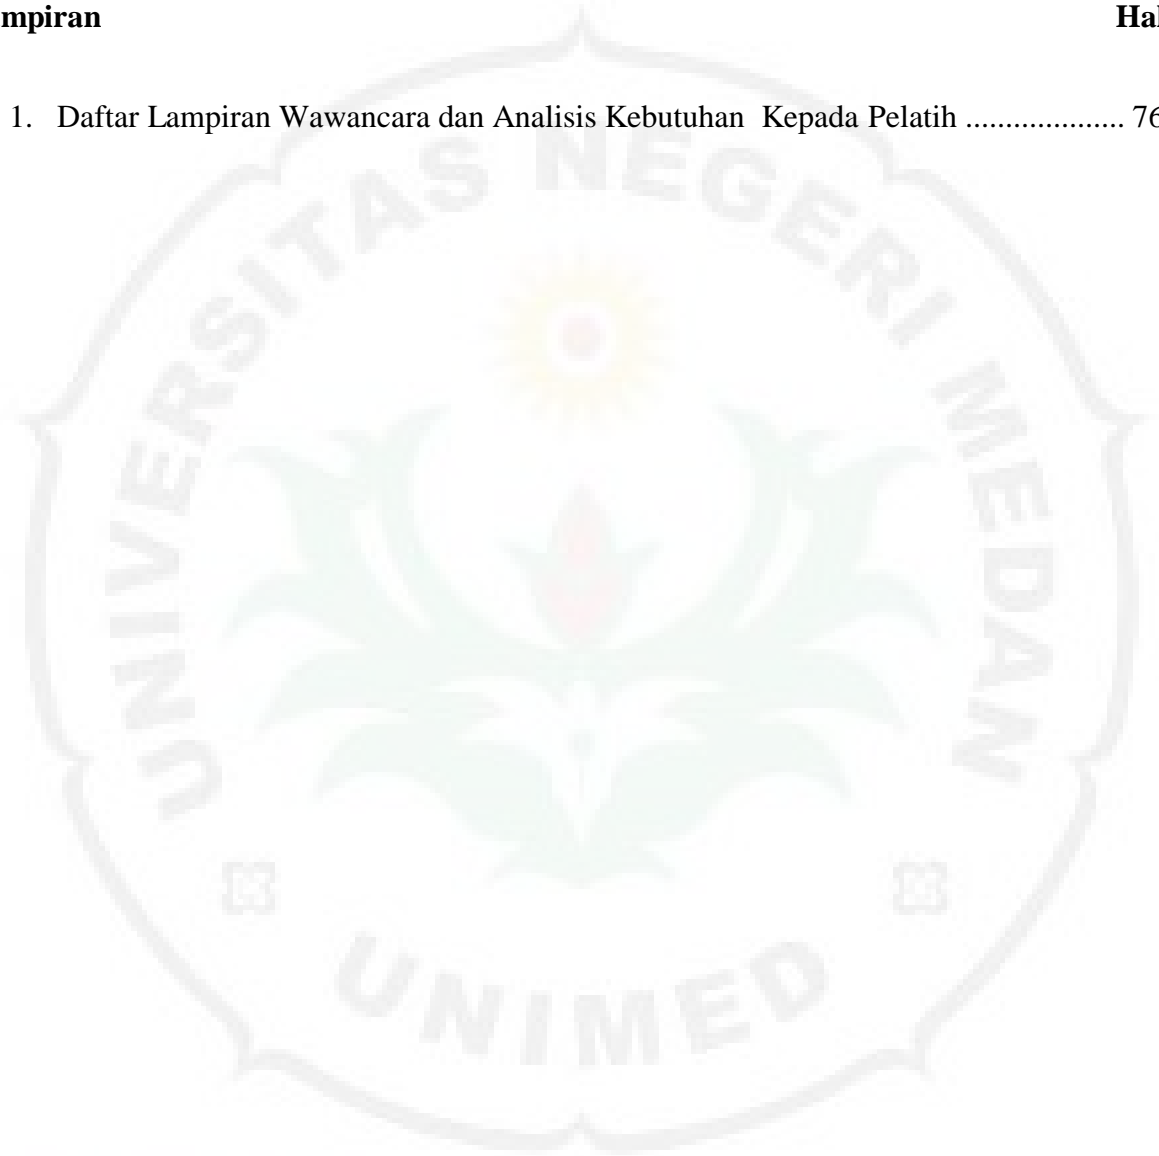 mpiran Hal
1. Daftar Lampiran Wawancara dan Analisis Kebutuhan Kepada Pelatih .................... 76
UNIVERSITAS NEGERI MEDAN
UNIMED